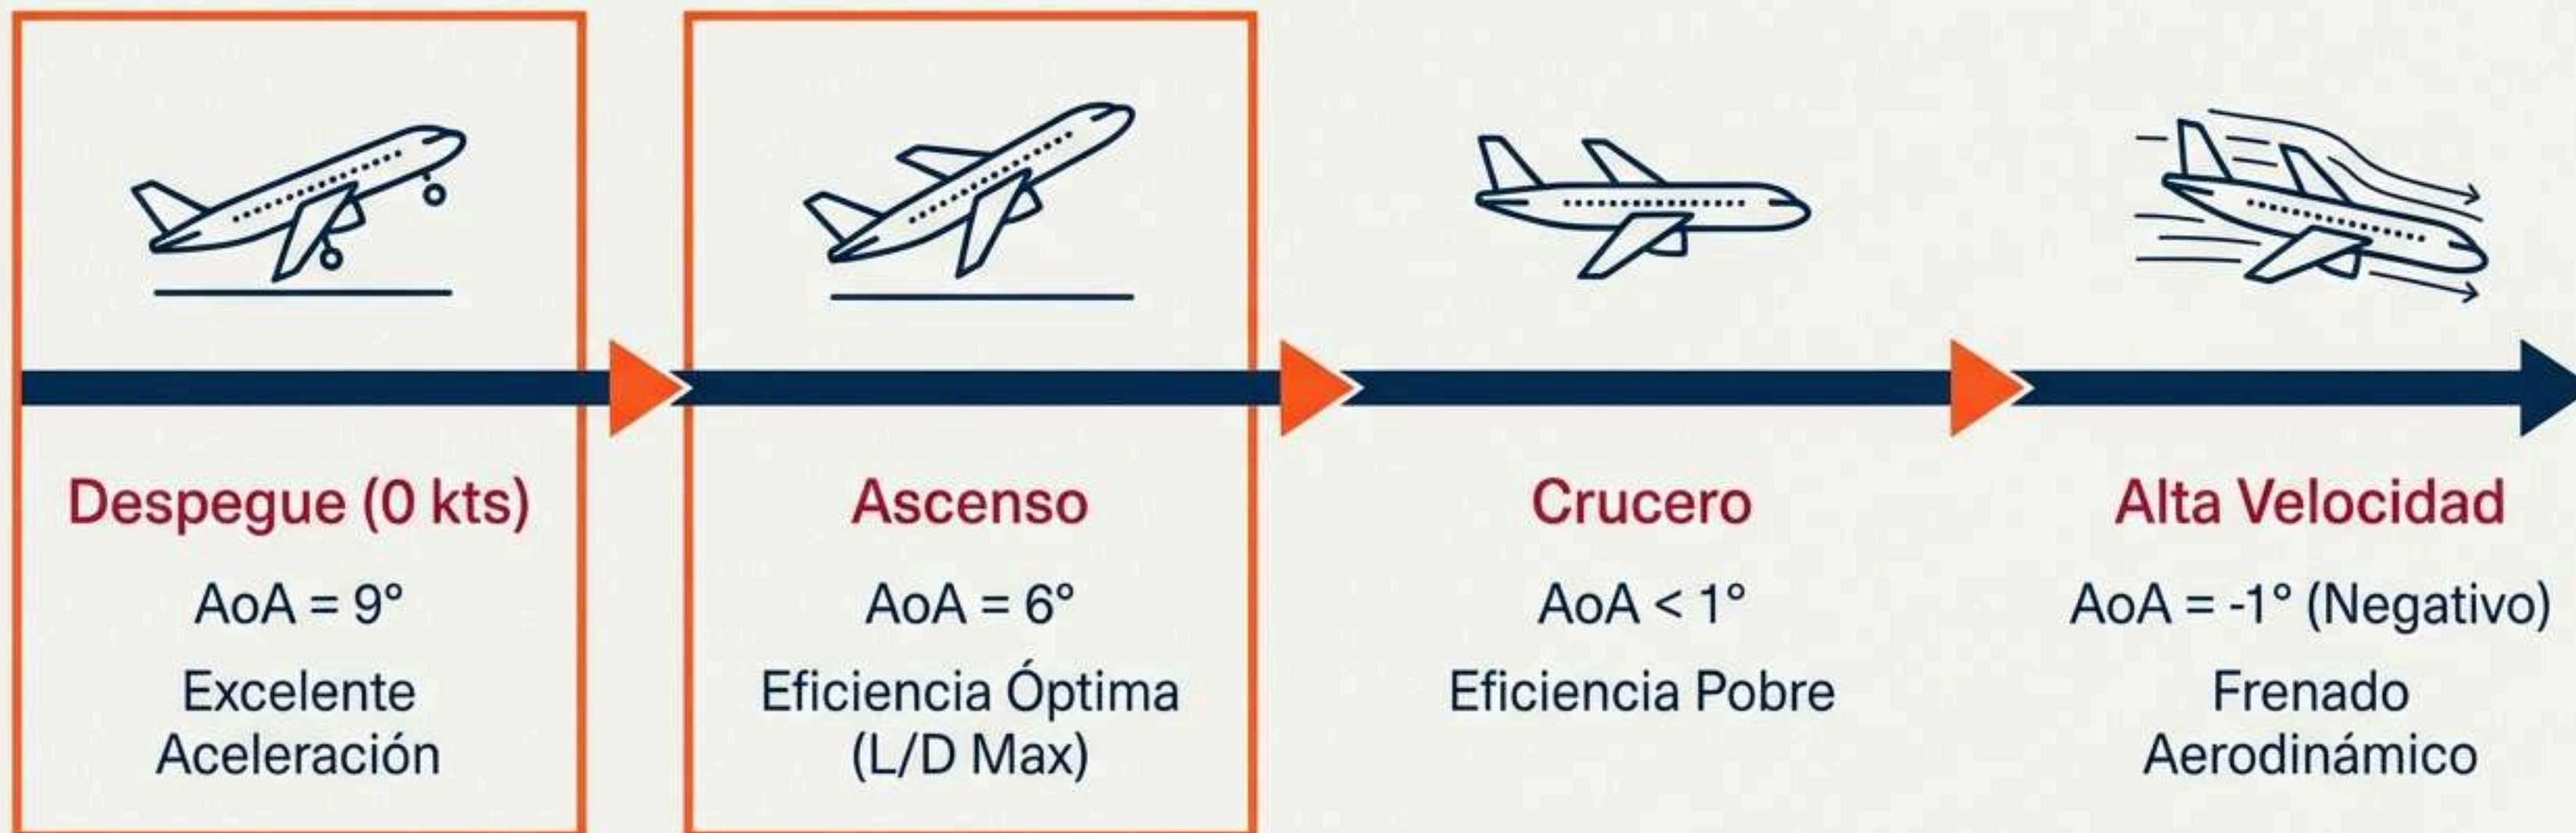 Despegue (0 kts)
AoA = 9°
Excelente
Aceleración
Ascenso
AoA = 6°
Eficiencia Óptima
(L/D Max)
Crucero
AoA < 1°
Eficiencia Pobre
Alta Velocidad
AoA = -1° (Negativo)
Frenado
Aerodinámico